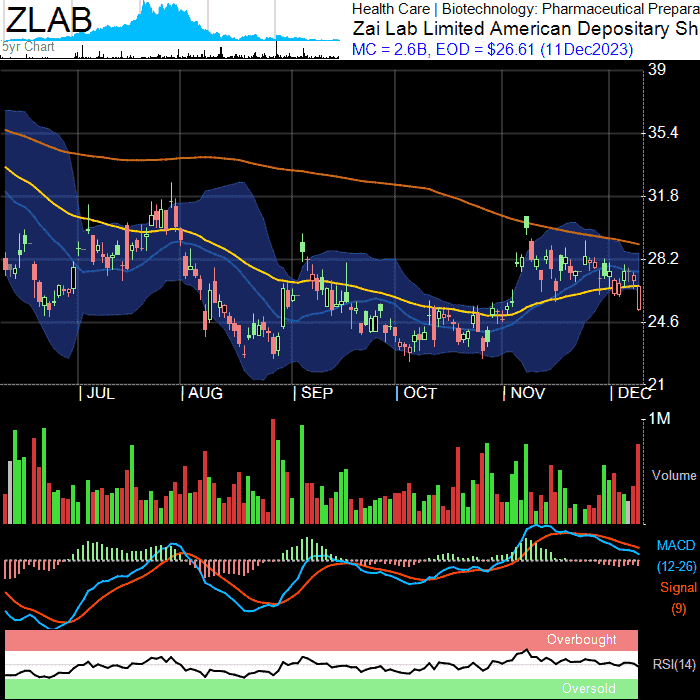 ZLAB
5yr Chart
Health Care | Biotechnology: Pharmaceutical Prepara
Zai Lab Limited American Depositary Sh
MC = 2.6B, EOD = $26.61 (11Dec2023)
39
35.4
31.8
28.2
24.6
21
| JUL | AUG | SEP | OCT | NOV | DEC
1M
Volume
MACD
(12-26)
Signal
(9)
Overbought
RSI(14)
Oversold